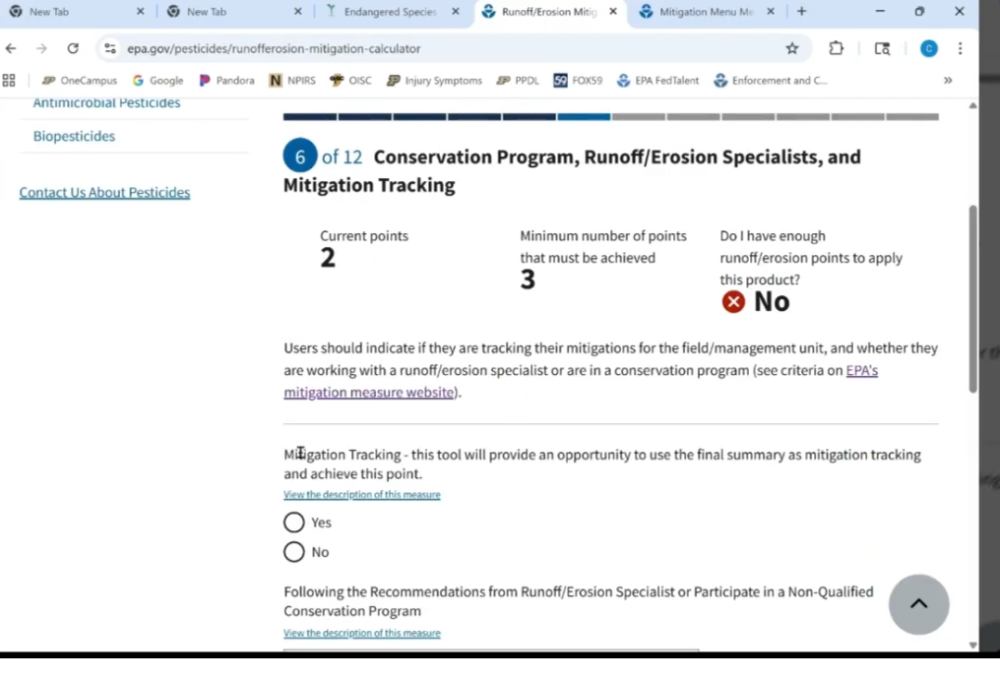 New Tab
New Tab
Endangered Species
Runoff/Erosion Mitig
Mitigation Menu Me
epa.gov/pesticides/runofferosion-mitigation-calculator
C
OneCampus
Google
Pandora
N NPIRS
OISC
Injury Symptoms
PPDL
59 FOX59
EPA FedTalent
Enforcement and C...
Antimicrobial Pesticides
Biopesticides
Contact Us About Pesticides
6 of 12 Conservation Program, Runoff/Erosion Specialists, and
Mitigation Tracking
Current points
2
Minimum number of points
that must be achieved
3
Do I have enough
runoff/erosion points to apply
this product?
No
Users should indicate if they are tracking their mitigations for the field/management unit, and whether they
are working with a runoff/erosion specialist or are in a conservation program (see criteria on EPA's
mitigation measure website).
Mitigation Tracking - this tool will provide an opportunity to use the final summary as mitigation tracking
and achieve this point.
View the description of this measure
Yes
No
Following the Recommendations from Runoff/Erosion Specialist or Participate in a Non-Qualified
Conservation Program
View the description of this measure